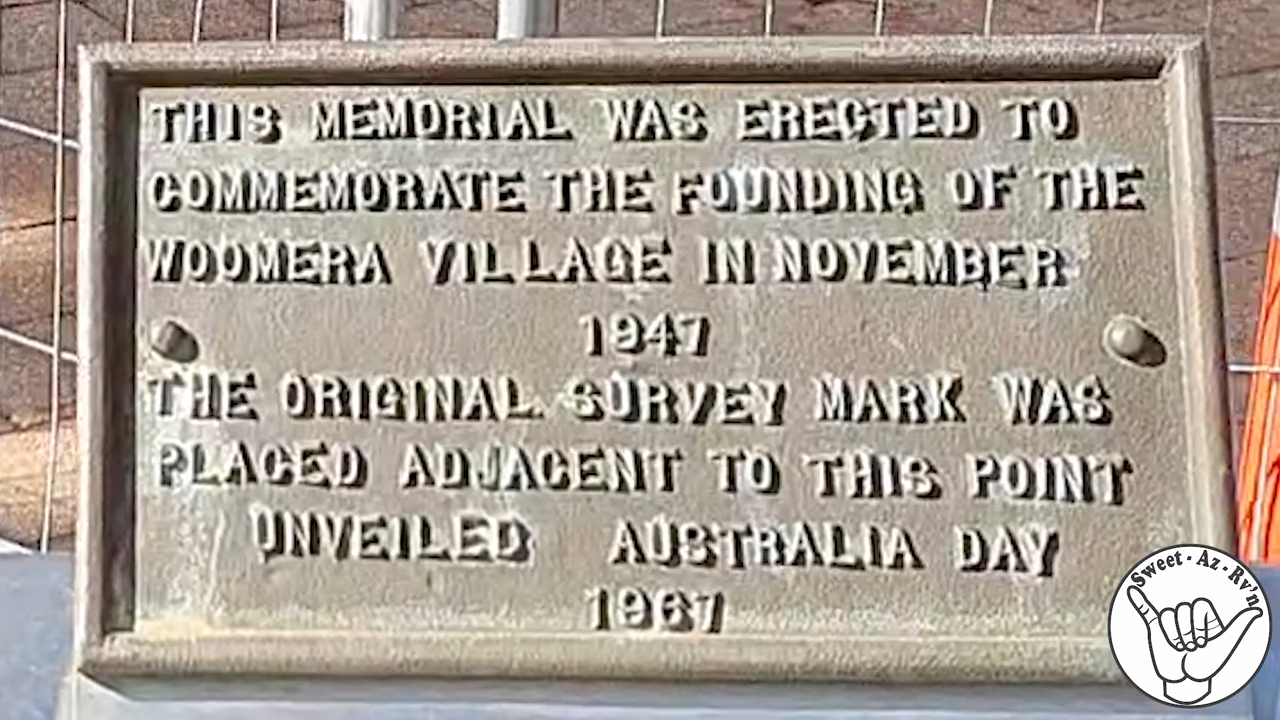 THIS MEMORIAL WAS ERECTED TO
COMMEMORATE THE FOUNDING OF THE
WOOMERA VILLAGE IN NOVEMBER
1947
THE ORIGINAL SURVEY MARK WAS
PLACED ADJACENT TO THIS POINT
UNVEILED AUSTRALIA DAY
1967
Sweet·Az·Rv'n